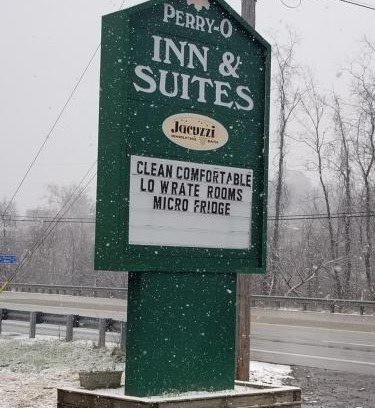 PERRY-O
INN &
SUITES
Jacuzzi
CLEAN COMFORTABLE
LO WRATE ROOMS
MICRO FRIDGE